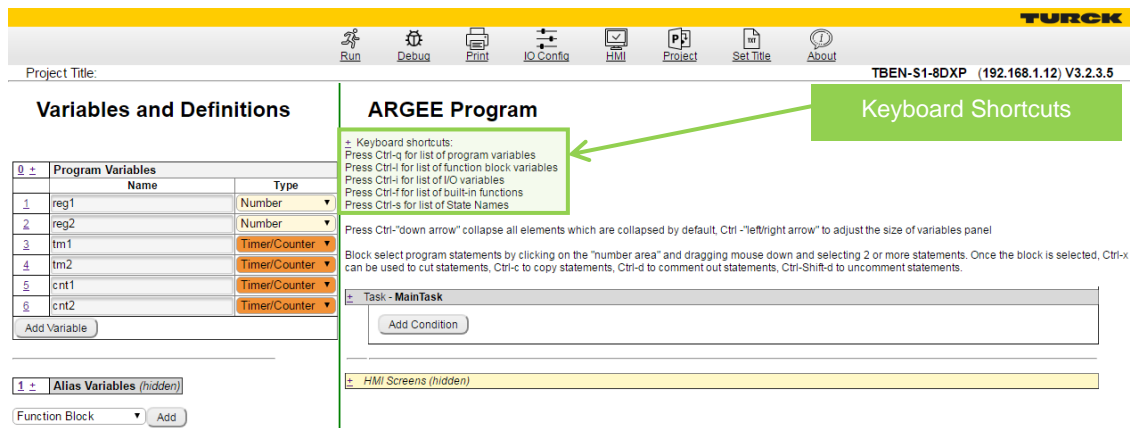 TURCK
Run Debug Print IO Config HMI Project Set Title About
Project Title: TBEN-S1-8DXP (192.168.1.12) V3.2.3.5
Variables and Definitions
0 ± Program Variables
Name Type
1 reg1 Number
2 reg2 Number
3 tm1 Timer/Counter
4 tm2 Timer/Counter
5 cnt1 Timer/Counter
6 cnt2 Timer/Counter
Add Variable
1 ± Alias Variables (hidden)
Function Block Add
ARGEE Program
Keyboard Shortcuts
± Keyboard shortcuts:
Press Ctrl-q for list of program variables
Press Ctrl-l for list of function block variables
Press Ctrl-i for list of I/O variables
Press Ctrl-f for list of built-in functions
Press Ctrl-s for list of State Names
Press Ctrl-"down arrow" collapse all elements which are collapsed by default, Ctrl -"left/right arrow" to adjust the size of variables panel
Block select program statements by clicking on the "number area" and dragging mouse down and selecting 2 or more statements. Once the block is selected, Ctrl-x
can be used to cut statements, Ctrl-c to copy statements, Ctrl-d to comment out statements, Ctrl-Shift-d to uncomment statements.
± Task - MainTask
Add Condition
± HMI Screens (hidden)